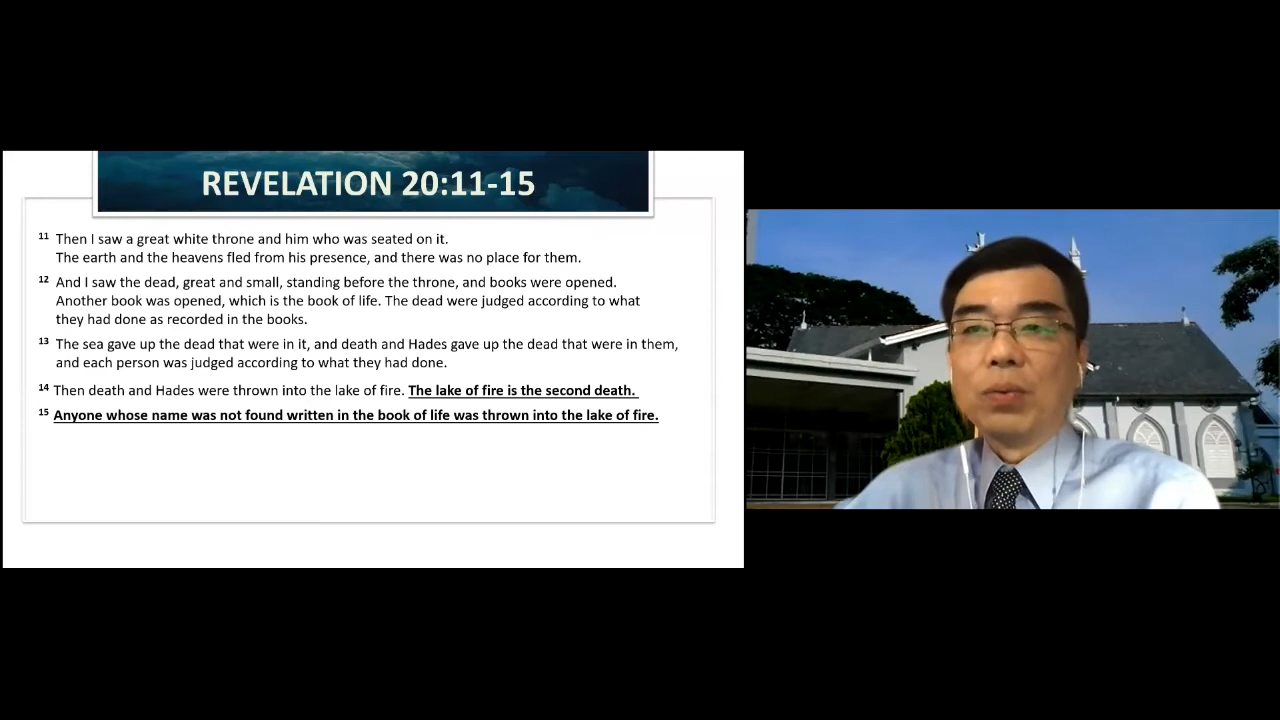 REVELATION 20:11-15
11 Then I saw a great white throne and him who was seated on it.
The earth and the heavens fled from his presence, and there was no place for them.
12 And I saw the dead, great and small, standing before the throne, and books were opened.
Another book was opened, which is the book of life. The dead were judged according to what
they had done as recorded in the books.
13 The sea gave up the dead that were in it, and death and Hades gave up the dead that were in them,
and each person was judged according to what they had done.
14 Then death and Hades were thrown into the lake of fire. The lake of fire is the second death.
15 Anyone whose name was not found written in the book of life was thrown into the lake of fire.